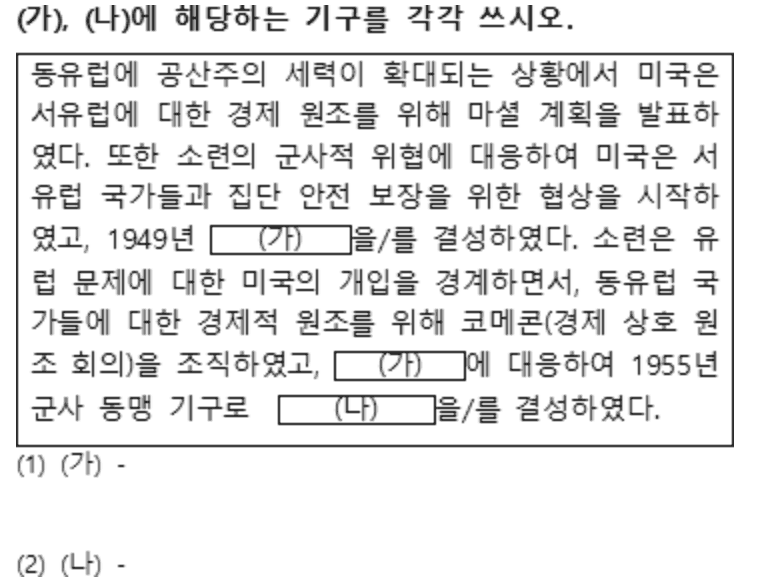 (가), (나)에 해당하는 기구를 각각 쓰시오.
동유럽에 공산주의 세력이 확대되는 상황에서 미국은
서유럽에 대한 경제 원조를 위해 마셜 계획을 발표하
였다. 또한 소련의 군사적 위협에 대응하여 미국은 서
유럽 국가들과 집단 안전 보장을 위한 협상을 시작하
였고, 1949년 (가) 을/를 결성하였다. 소련은 유
럽 문제에 대한 미국의 개입을 경계하면서, 동유럽 국
가들에 대한 경제적 원조를 위해 코메콘(경제 상호 원
조 회의)을 조직하였고, (가) 에 대응하여 1955년
군사 동맹 기구로 (나) 을/를 결성하였다.
(1) (가) -
(2) (나) -